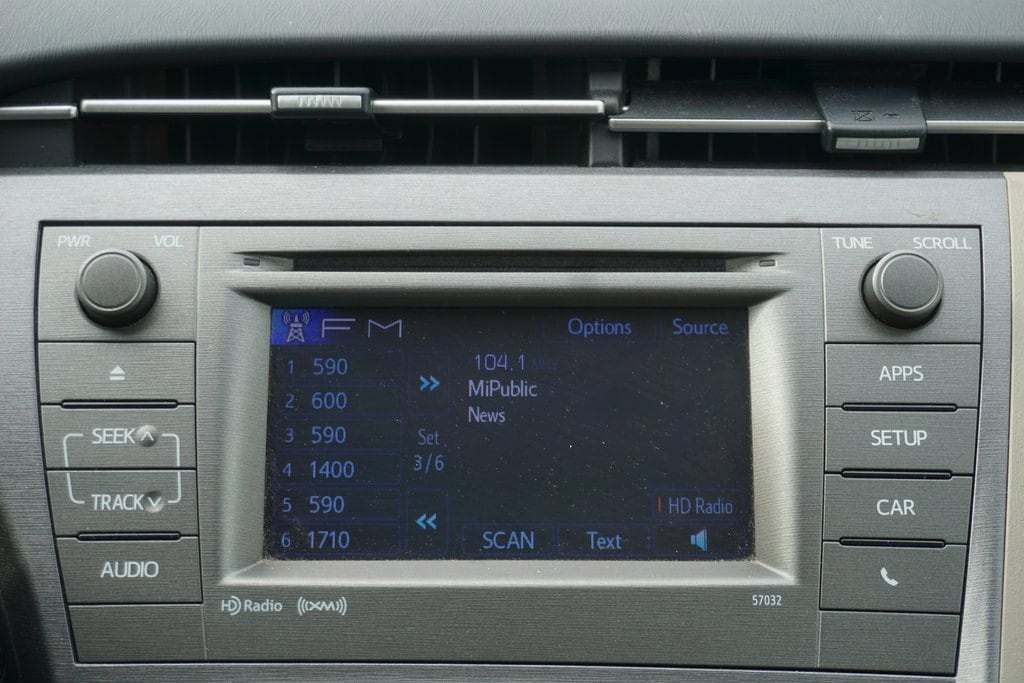 PWR VOL
TUNE SCROLL
FM Options Source
1 590
2 600
3 590
4 1400
5 590
6 1710
Set
3/6
104.1 MHz
MiPublic
News
HD Radio
SCAN Text
SEEK
TRACK
AUDIO
APPS
SETUP
CAR
HD Radio ((XM))
57032